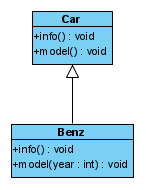 Car
+info() : void
+model() : void
Benz
+info() : void
+model(year : int) : void